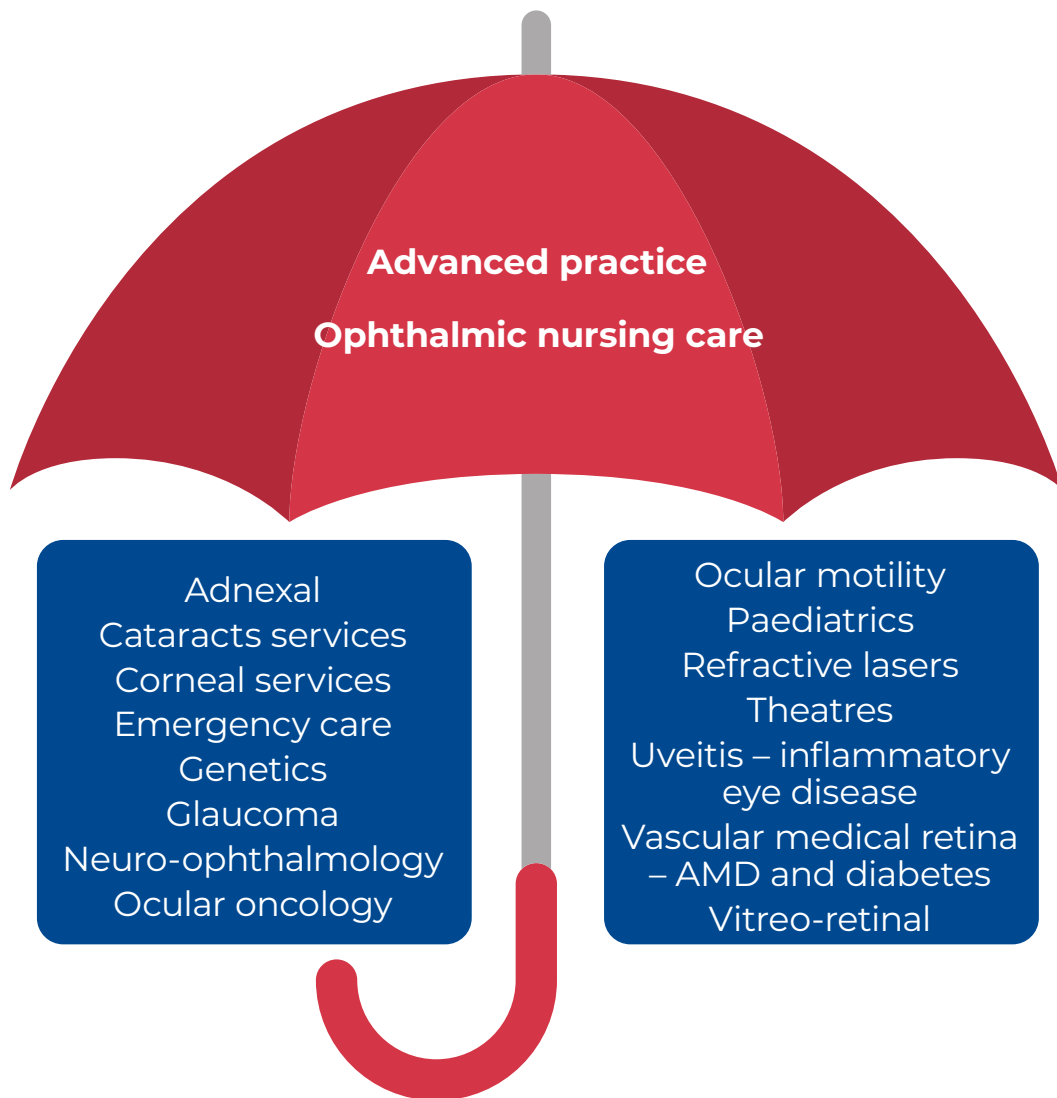 Advanced practice
Ophthalmic nursing care
Adnexal
Cataracts services
Corneal services
Emergency care
Genetics
Glaucoma
Neuro-ophthalmology
Ocular oncology
Ocular motility
Paediatrics
Refractive lasers
Theatres
Uveitis – inflammatory
eye disease
Vascular medical retina
– AMD and diabetes
Vitreo-retinal